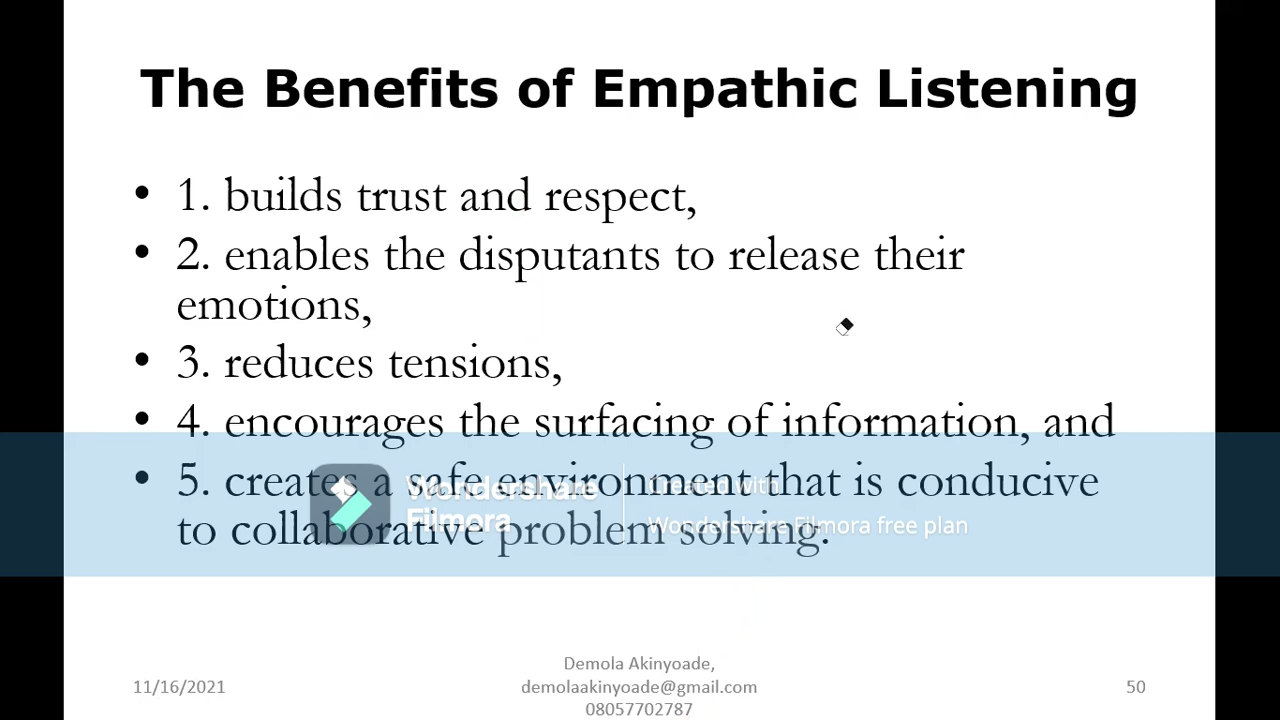 The Benefits of Empathic Listening
• 1. builds trust and respect,
• 2. enables the disputants to release their
emotions,
• 3. reduces tensions,
• 4. encourages the surfacing of information, and
• 5. creates a safe environment that is conducive
to collaborative problem solving.
Wondershare
Filmora
Created with
Wondershare Filmora free plan
11/16/2021
Demola Akinyoade,
demolaakinyoade@gmail.com
08057702787
50